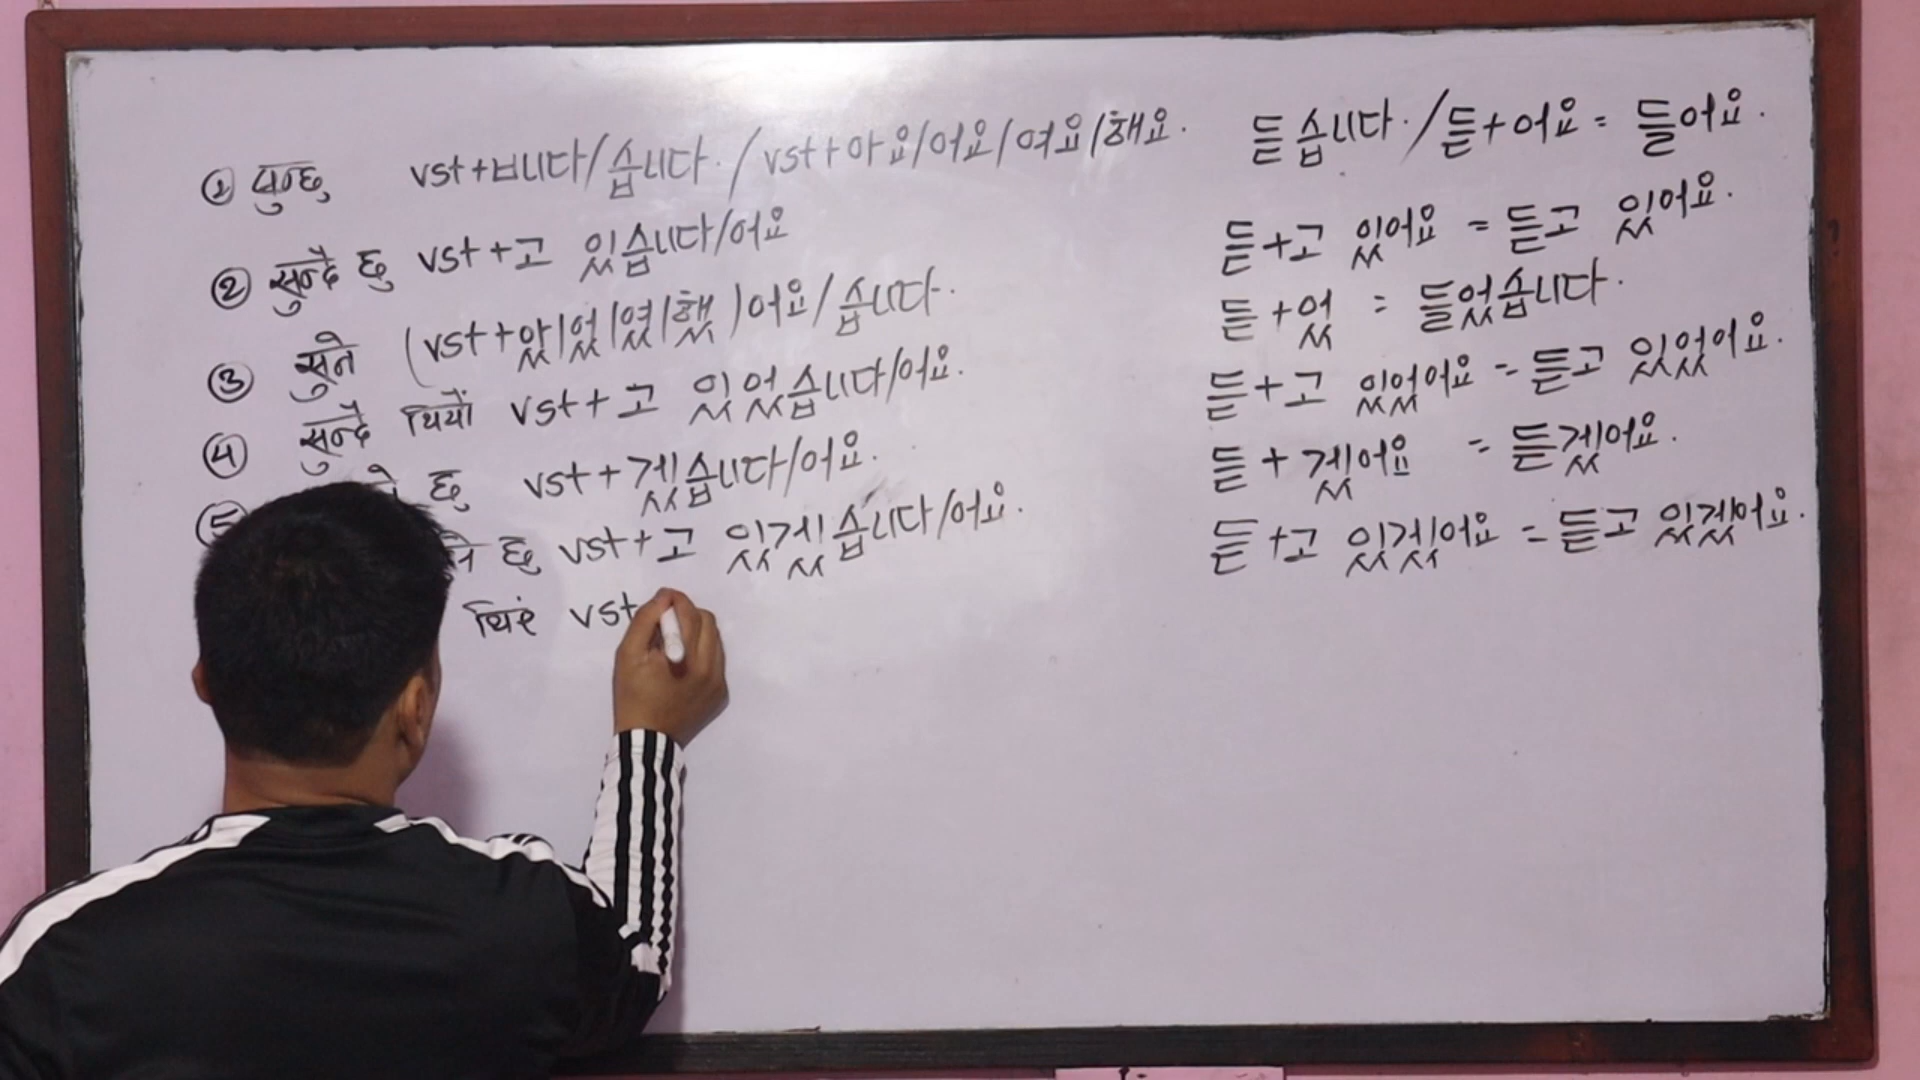 ① सुन्छु vst+ㅂ니다/습니다. / vst+아요/어요/여요/해요. 듣습니다. / 듣+어요 = 들어요.
② सुन्दै छु vst+고 있습니다/어요 듣+고 있어요 = 듣고 있어요.
③ सुने (vst+았/었/였/했)어요/습니다. 듣+었 = 들었습니다.
④ सुन्दै थियौं vst+고 있었습니다/어요. 듣+고 있었어요 = 듣고 있었어요.
⑤ छु vst+겠습니다/어요. 듣+겠어요 = 듣겠어요.
छु vst+고 있겠습니다/어요. 듣+고 있겠어요 = 듣고 있겠어요.
थिएं vst